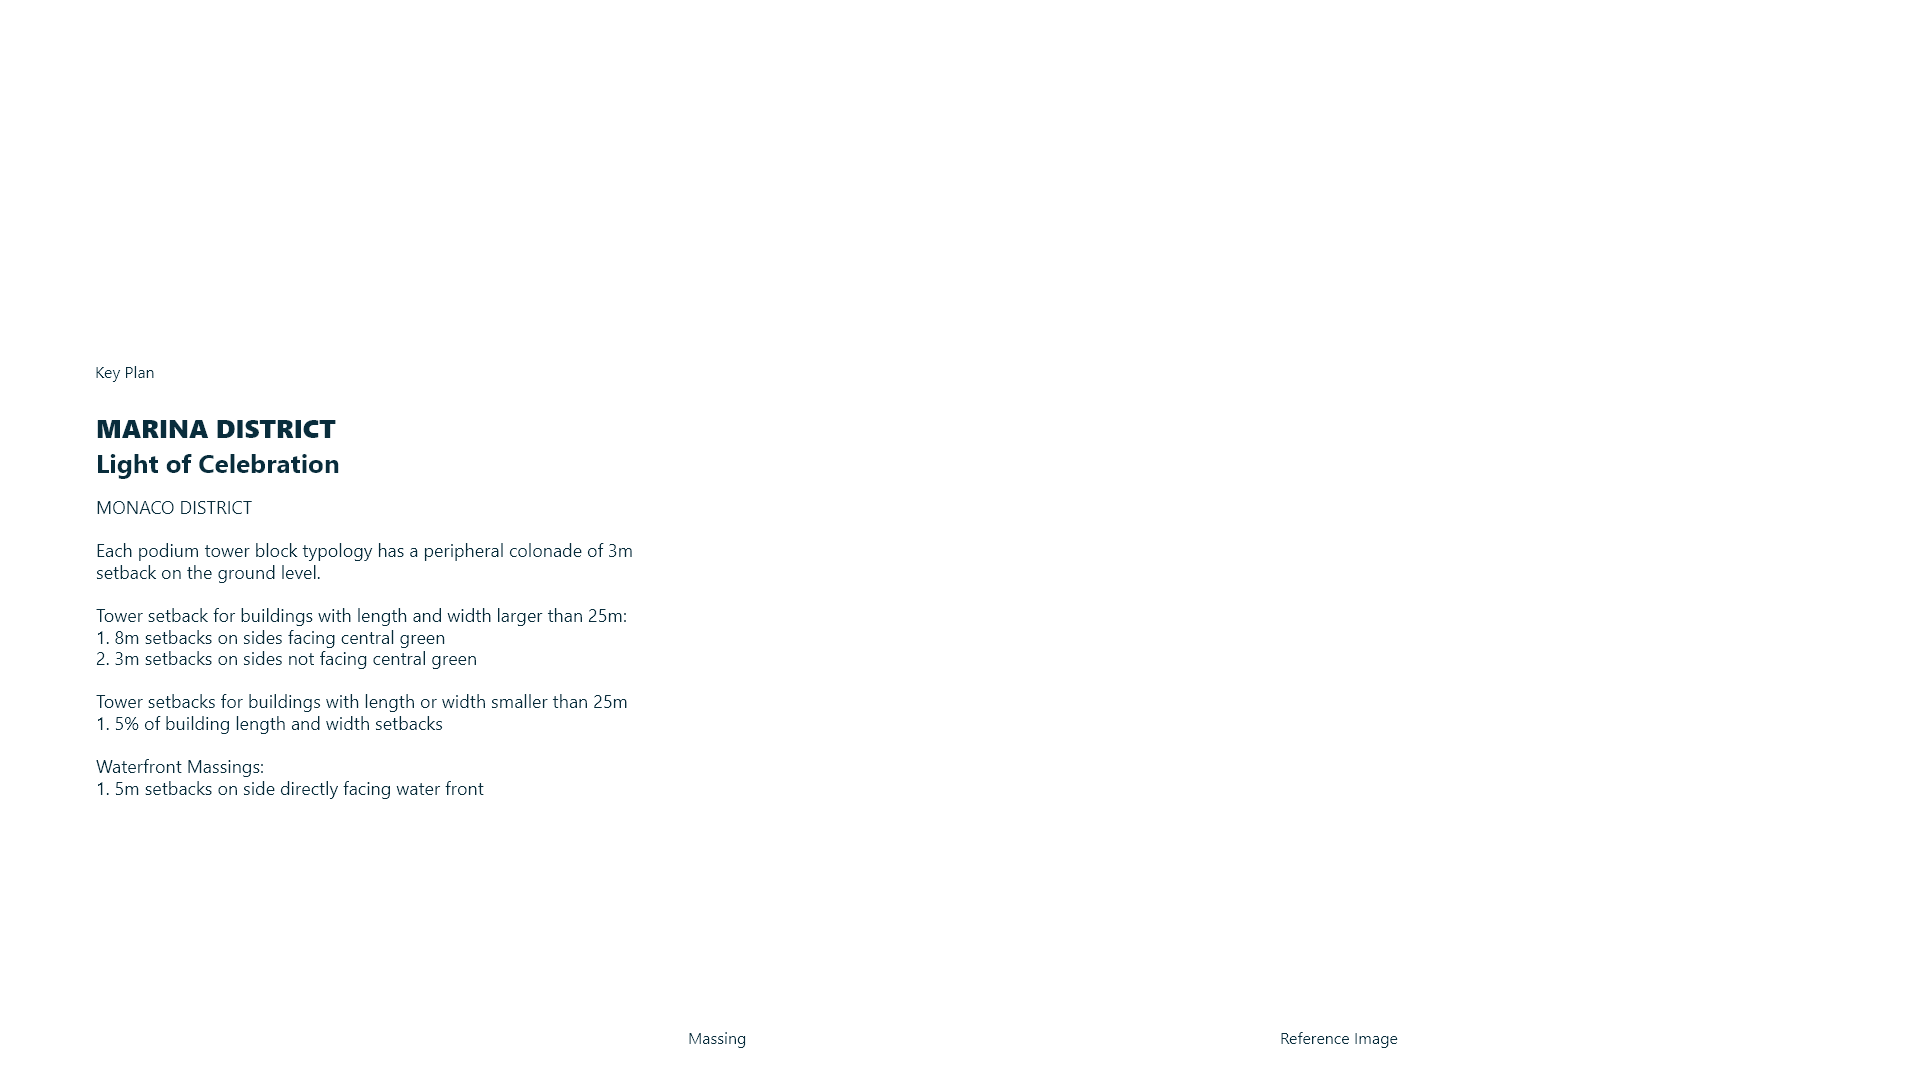 Key Plan
MARINA DISTRICT
Light of Celebration
MONACO DISTRICT
Each podium tower block typology has a peripheral colonade of 3m
setback on the ground level.
Tower setback for buildings with length and width larger than 25m:
1. 8m setbacks on sides facing central green
2. 3m setbacks on sides not facing central green
Tower setbacks for buildings with length or width smaller than 25m
1. 5% of building length and width setbacks
Waterfront Massings:
1. 5m setbacks on side directly facing water front
Massing
Reference Image